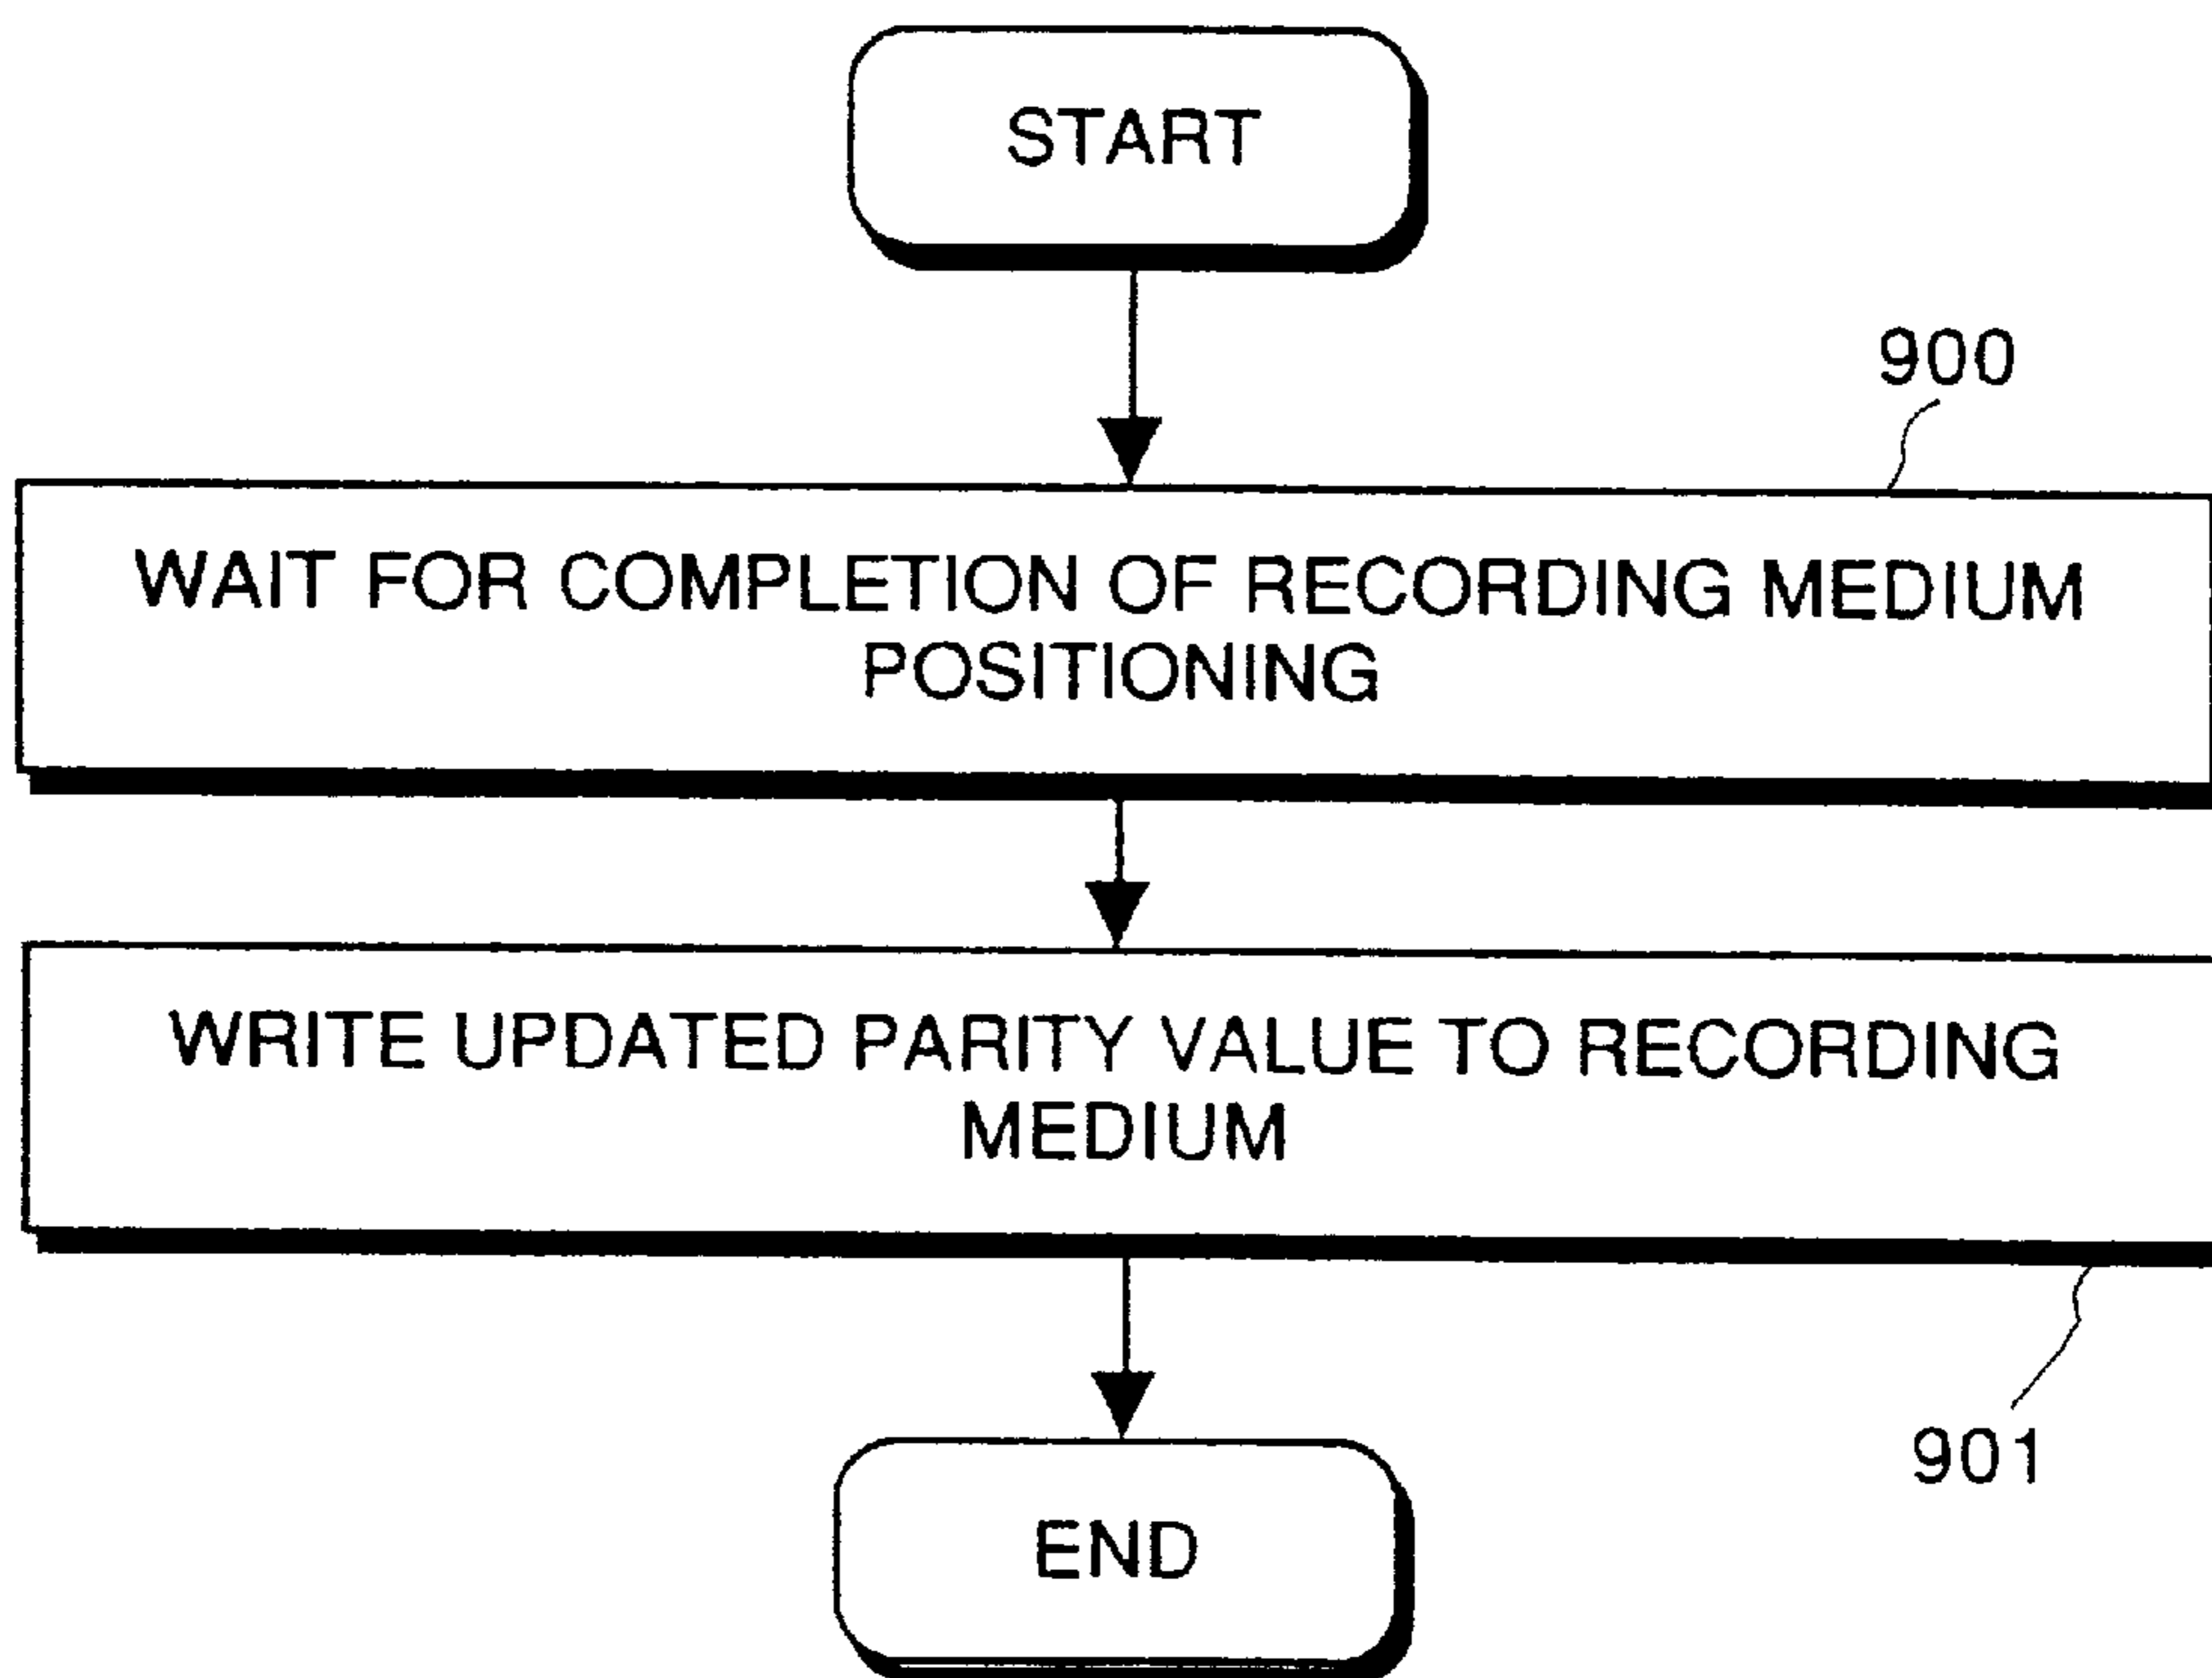 START
900
WAIT FOR COMPLETION OF RECORDING MEDIUM
POSITIONING
WRITE UPDATED PARITY VALUE TO RECORDING
MEDIUM
901
END